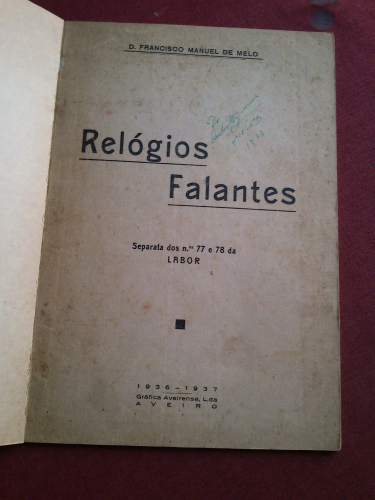 D. FRANCISCO MANUEL DE MELO
Relógios
Falantes
Separata dos n.ºs 77 e 78 da
LABOR
1936-1937
Gráfica Aveirense, L.da
AVEIRO